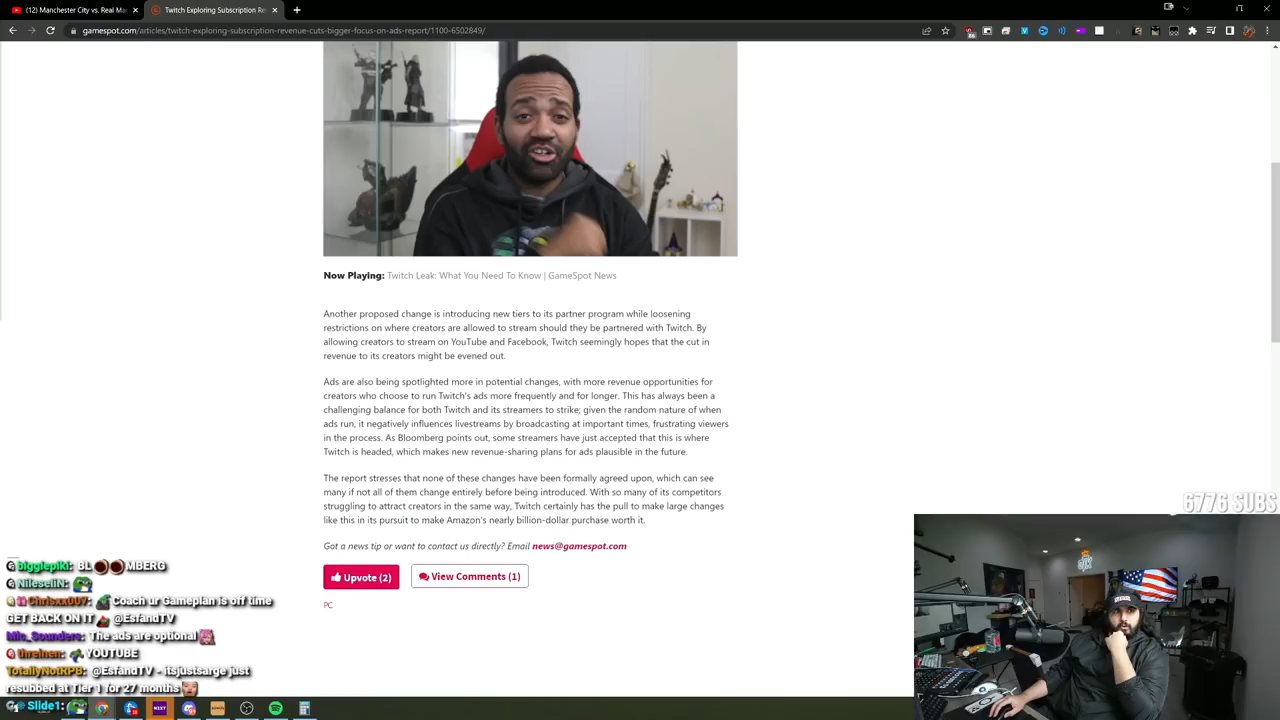 (12) Manchester City vs. Real Ma
Twitch Exploring Subscription Re
gamespot.com/articles/twitch-exploring-subscription-revenue-cuts-bigger-focus-on-ads-report/1100-6502849/
Now Playing: Twitch Leak: What You Need To Know | GameSpot News
Another proposed change is introducing new tiers to its partner program while loosening
restrictions on where creators are allowed to stream should they be partnered with Twitch. By
allowing creators to stream on YouTube and Facebook, Twitch seemingly hopes that the cut in
revenue to its creators might be evened out.
Ads are also being spotlighted more in potential changes, with more revenue opportunities for
creators who choose to run Twitch's ads more frequently and for longer. This has always been a
challenging balance for both Twitch and its streamers to strike; given the random nature of when
ads run, it negatively influences livestreams by broadcasting at important times, frustrating viewers
in the process. As Bloomberg points out, some streamers have just accepted that this is where
Twitch is headed, which makes new revenue-sharing plans for ads plausible in the future.
The report stresses that none of these changes have been formally agreed upon, which can see
many if not all of them change entirely before being introduced. With so many of its competitors
struggling to attract creators in the same way, Twitch certainly has the pull to make large changes
like this in its pursuit to make Amazon's nearly billion-dollar purchase worth it.
Got a news tip or want to contact us directly? Email news@gamespot.com
Upvote (2)
View Comments (1)
PC
6776 SUBS
bigglepiki: BL MBERG
NileseliN:
Chrisxx007: Coach ur Gameplan is off time
GET BACK ON IT @EsfandTV
Mic_Sounders: The ads are optional
threinen: YOUTUBE
TotallyNotRPB: @EsfandTV - itsjustsarge just
resubbed at Tier 1 for 27 months
Slide1: